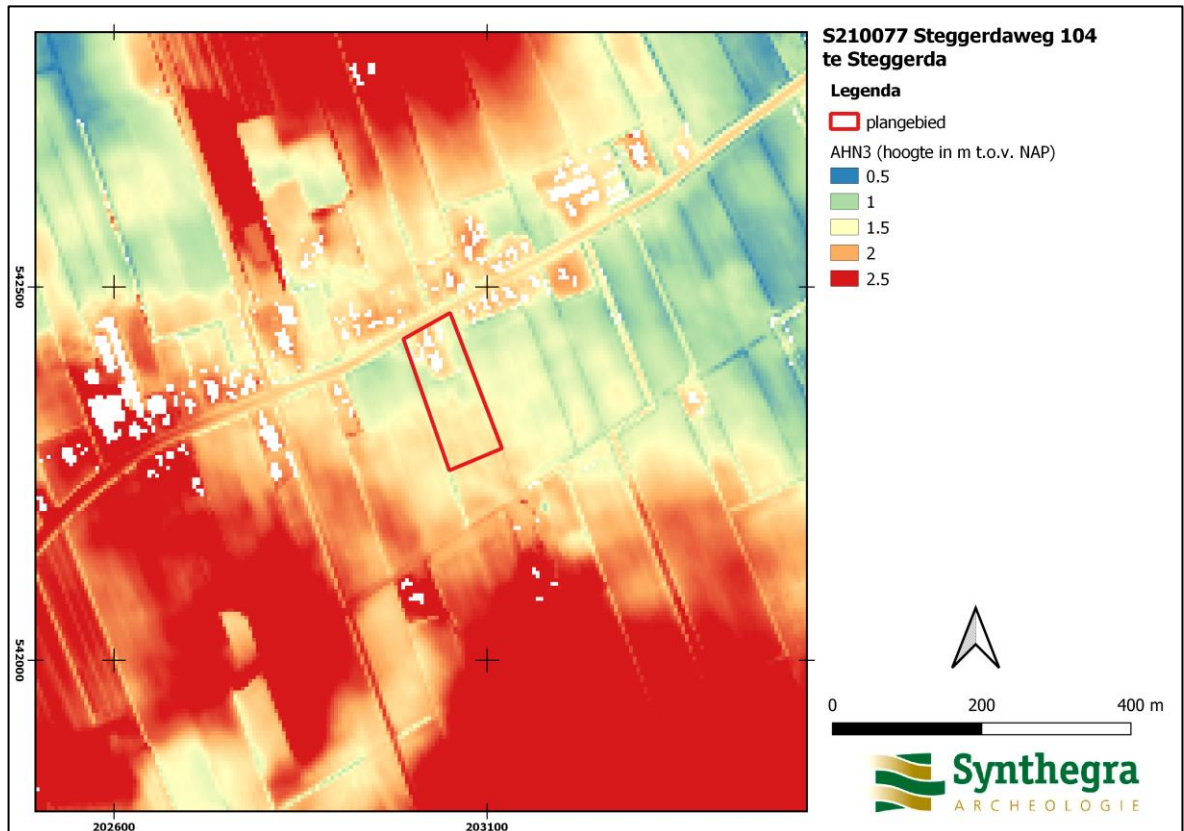 S210077 Steggerdaweg 104
te Steggerda
Legenda
plangebied
AHN3 (hoogte in m t.o.v. NAP)
0.5
1
1.5
2
2.5
542500
542000
202600
203100
0 200 400 m
Synthegra
ARCHEOLOGIE